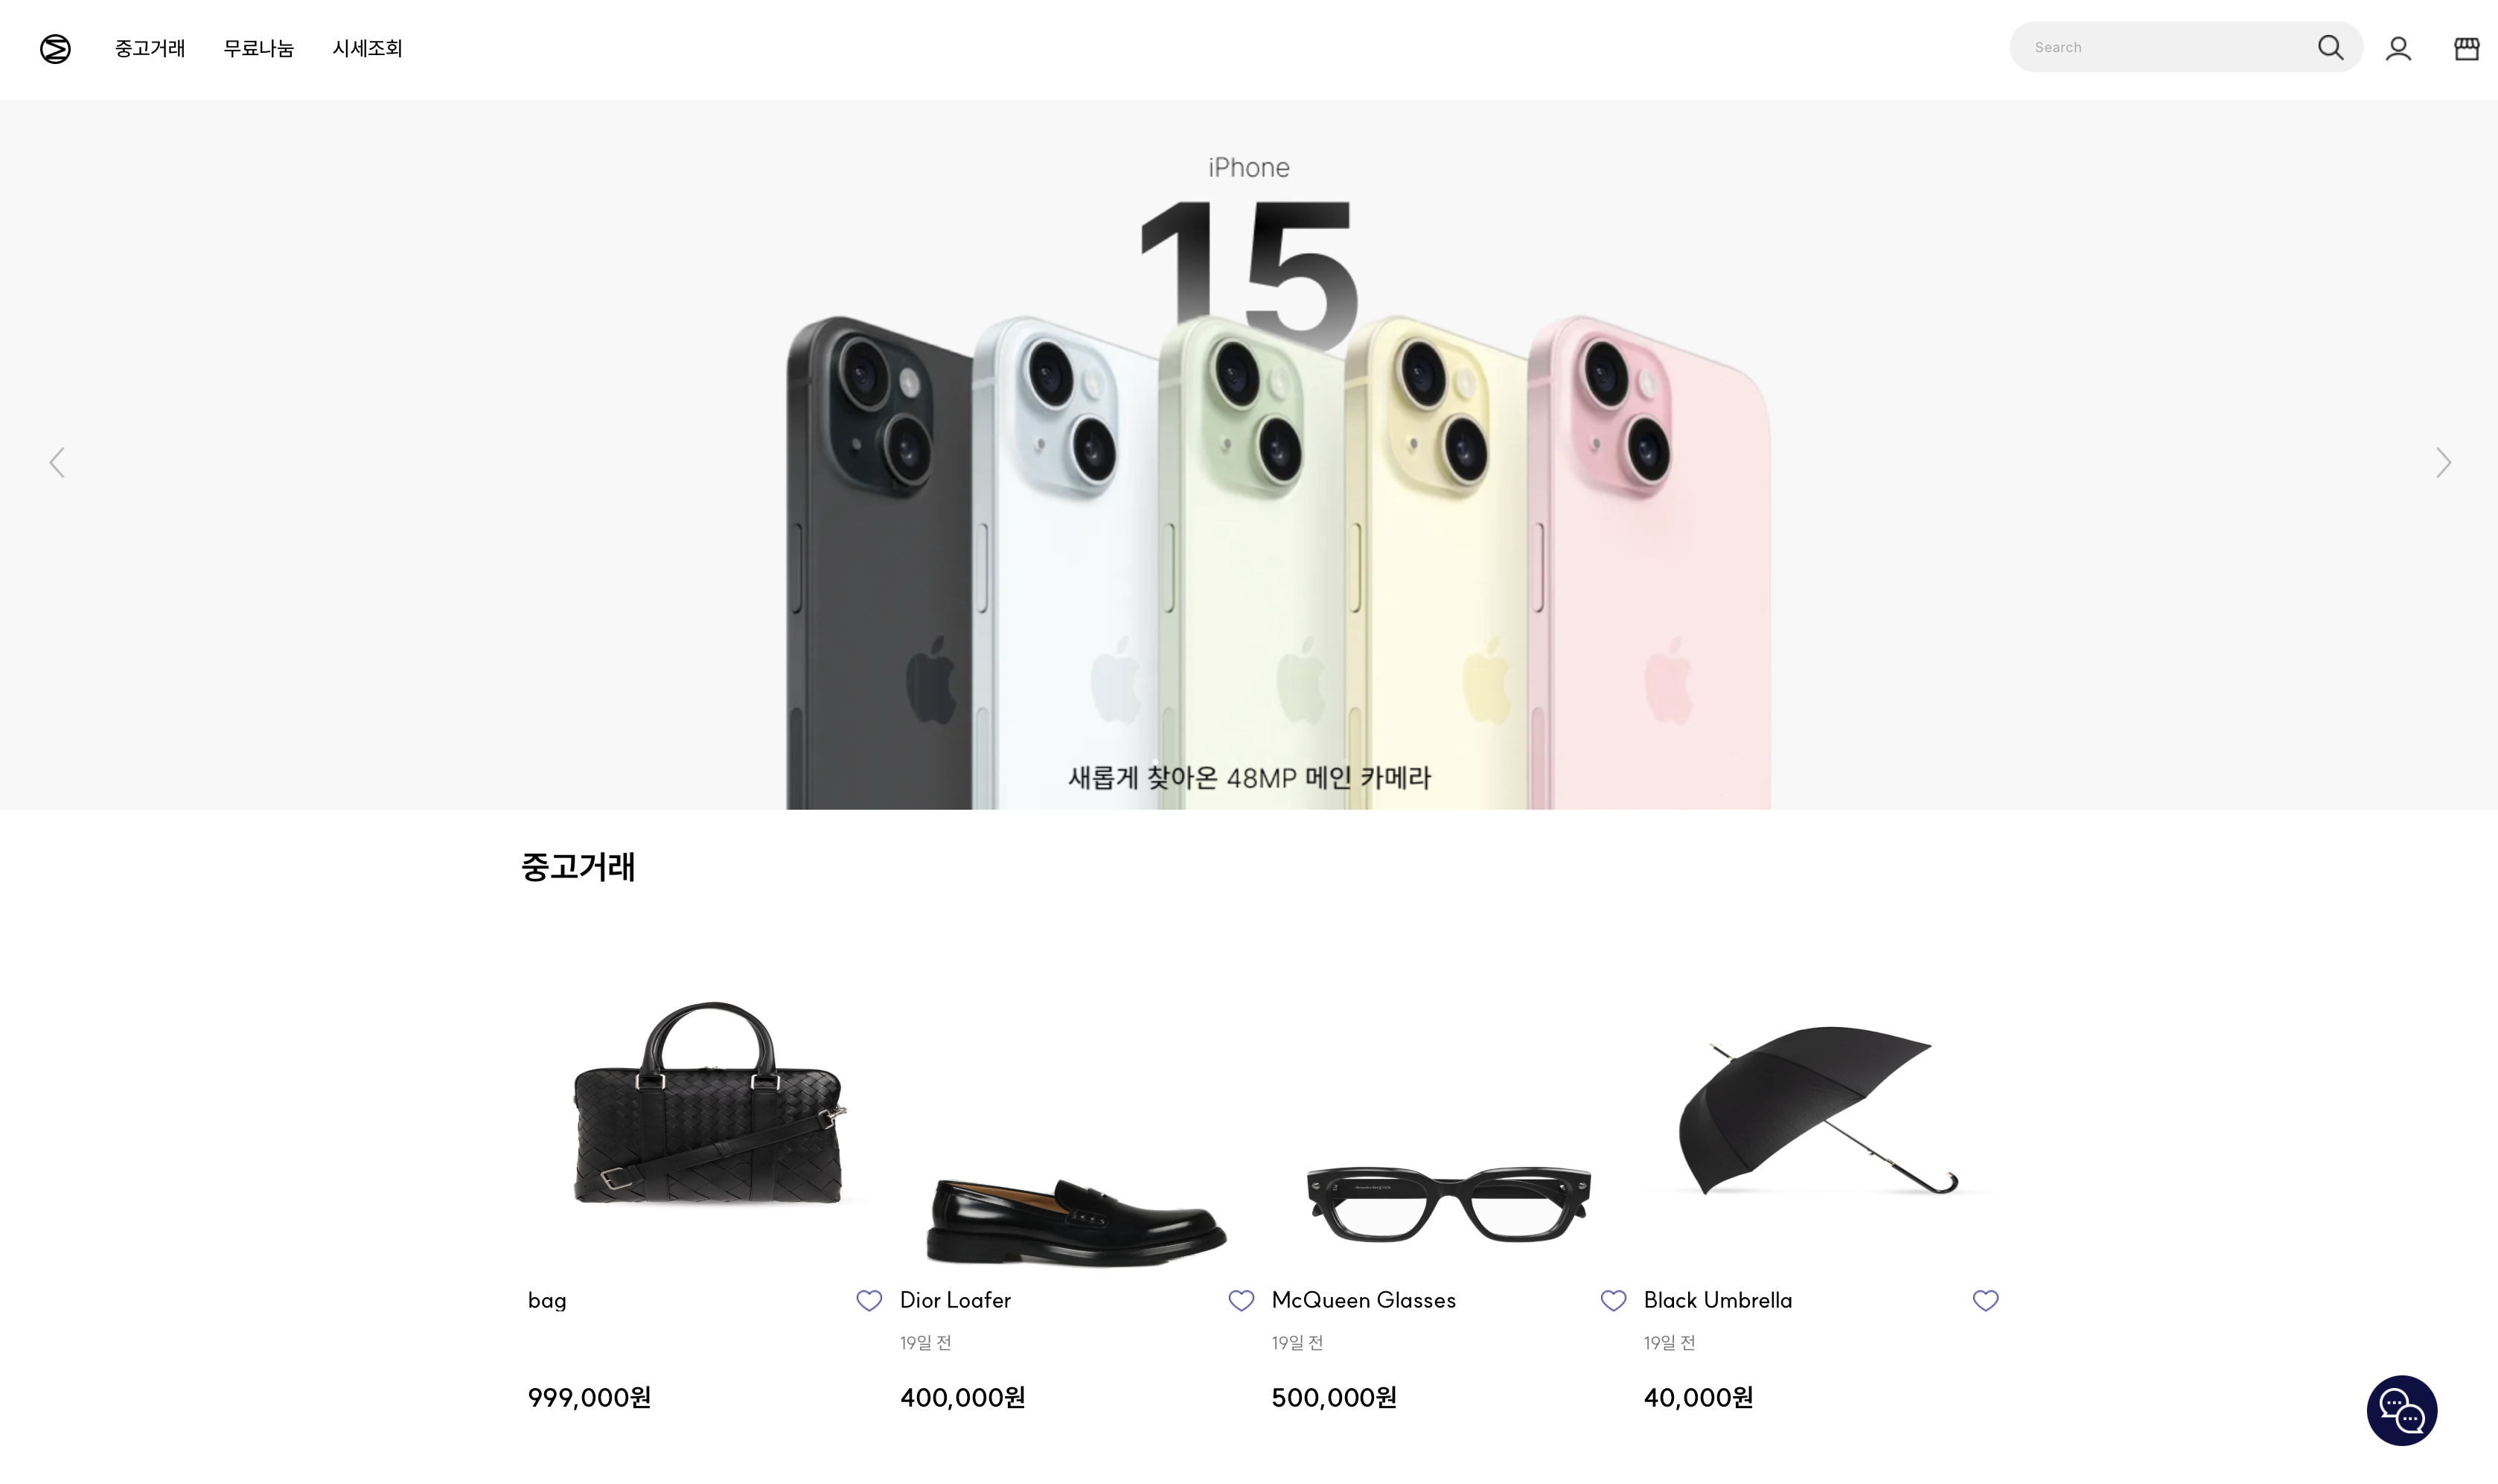 중고거래 무료나눔 시세조회 Search
iPhone
15
새롭게 찾아온 48MP 메인 카메라
중고거래
bag
999,000원
Dior Loafer
19일 전
400,000원
McQueen Glasses
19일 전
500,000원
Black Umbrella
19일 전
40,000원